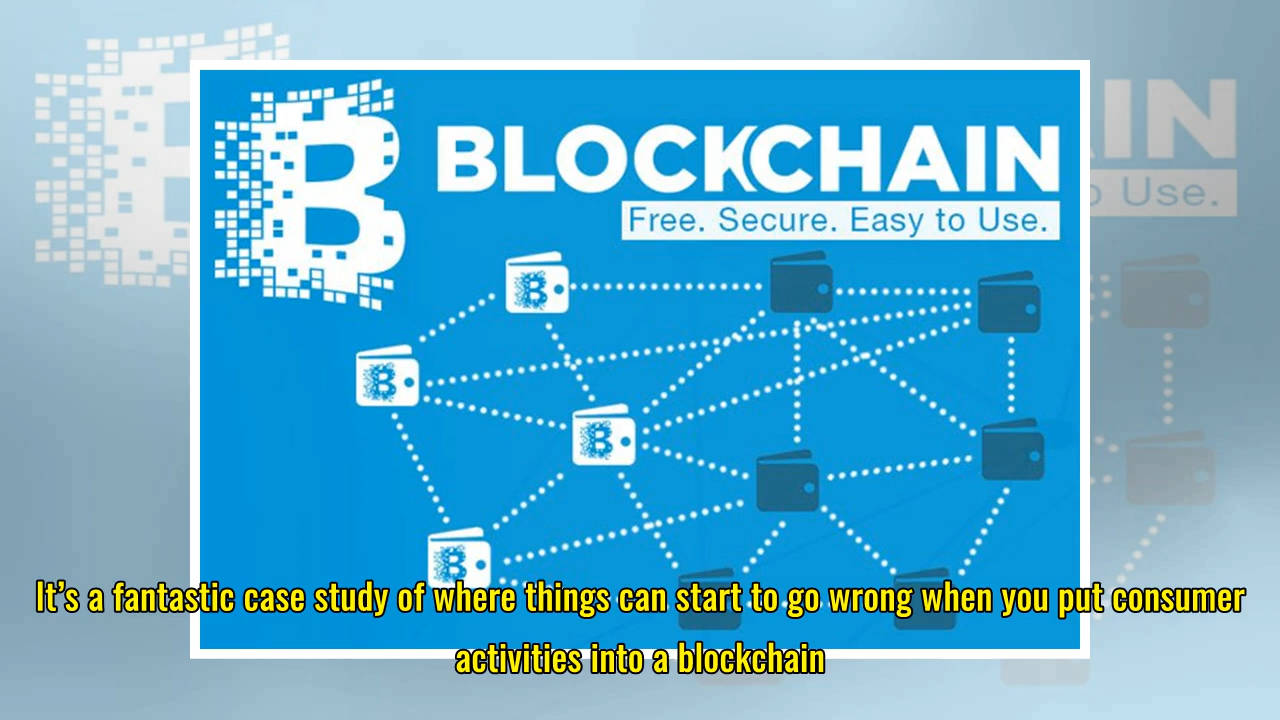 BLOCKCHAIN
Free. Secure. Easy to Use.
It’s a fantastic case study of where things can start to go wrong when you put consumer
activities into a blockchain